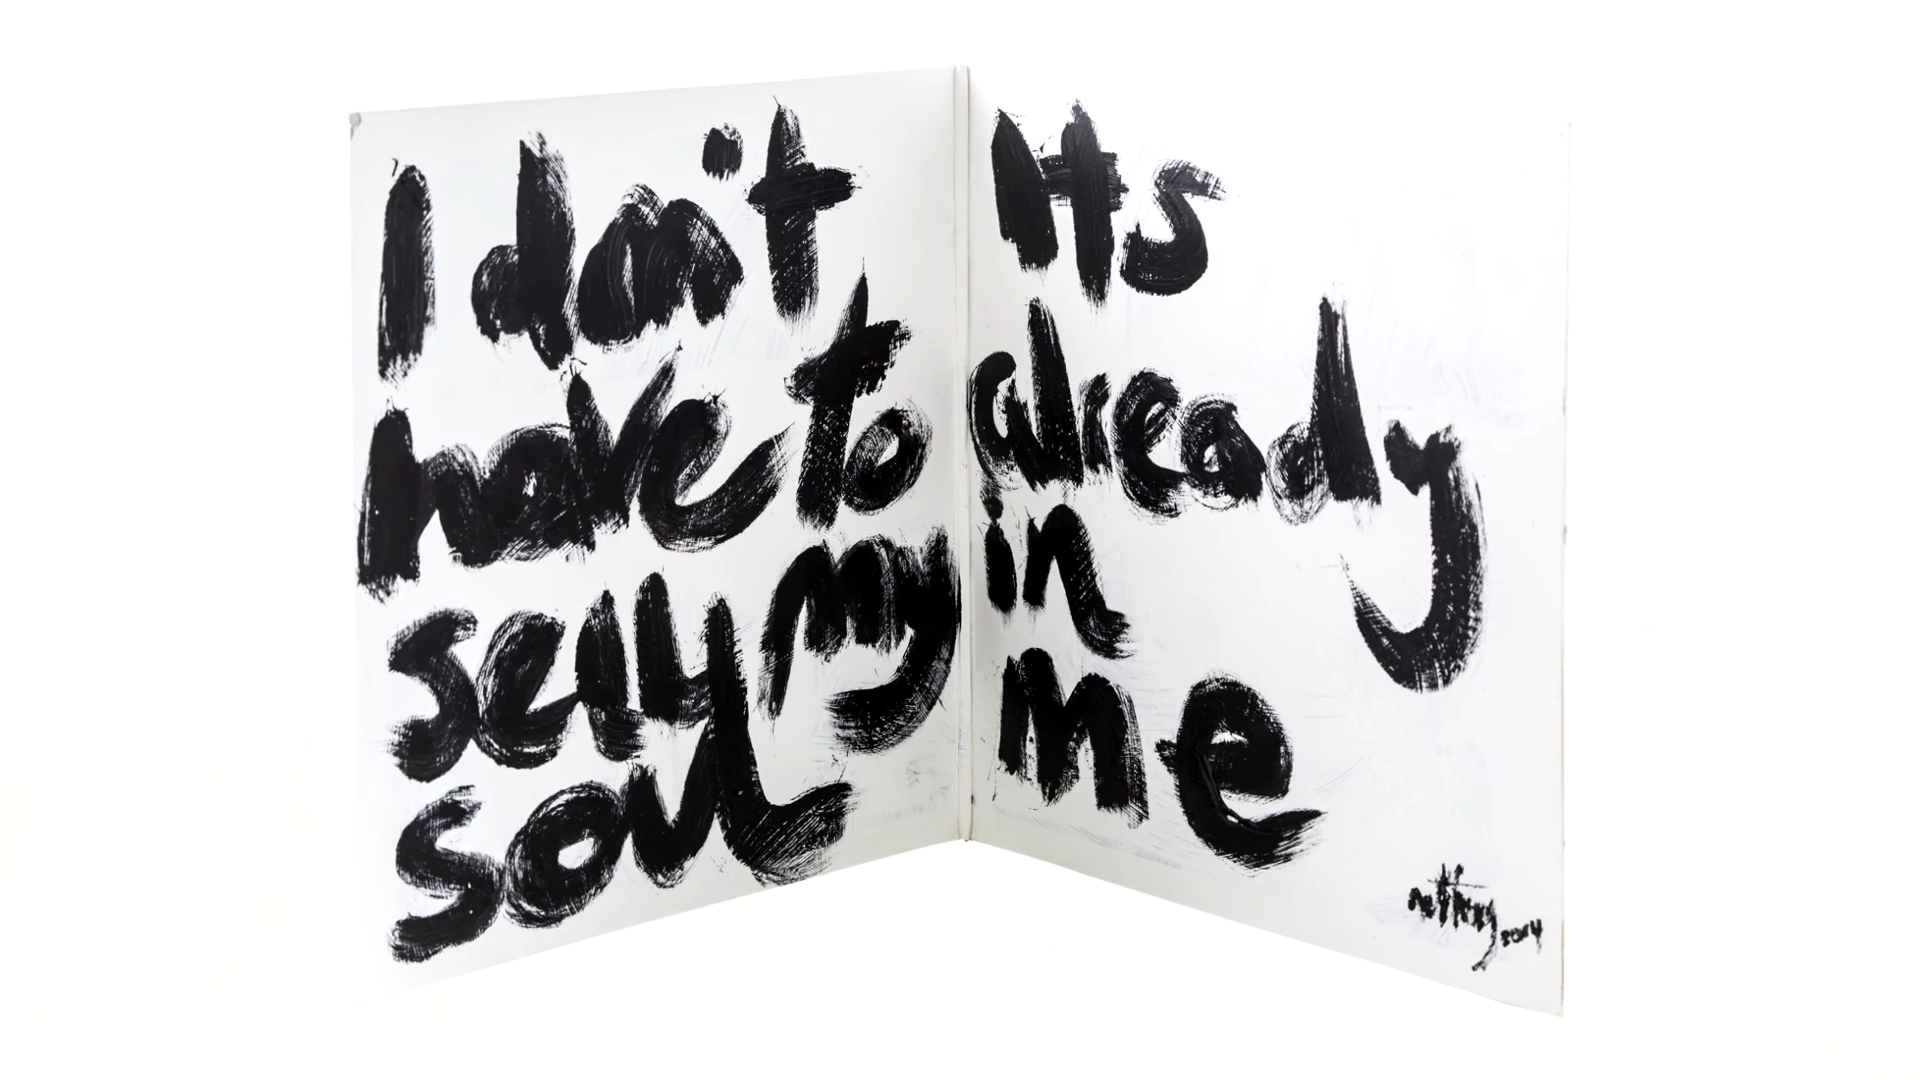 I don't
have to
sell my
soul
Its
already
in
me
2014